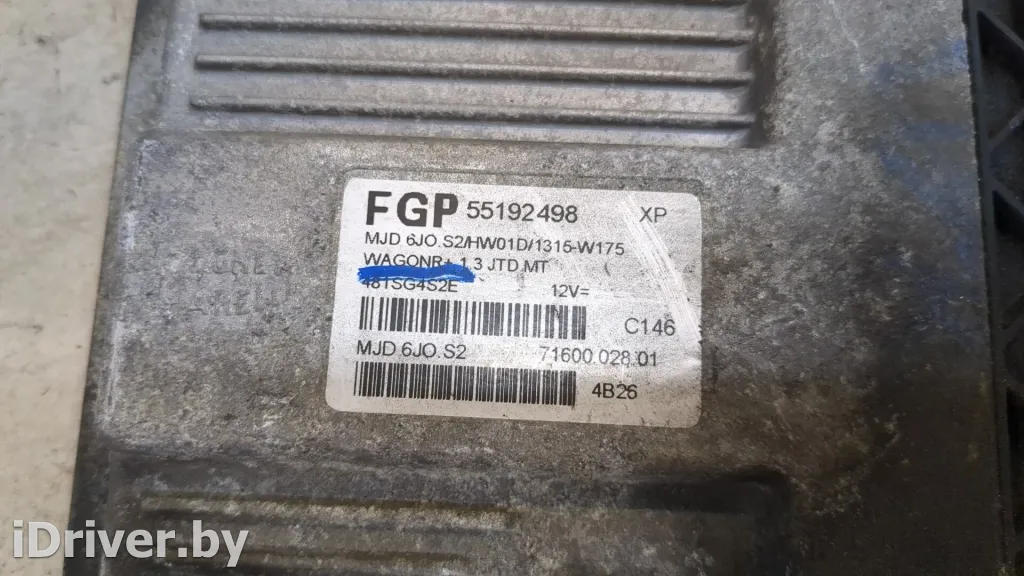 FGP 55192498 XP
MJD 6JO.S2/HW01D/1315-W175
WAGONR+ 1.3 JTD MT
481SG4S2E 12V=
C146
MJD 6JO.S2 71600.028.01
4B26
iDriver.by